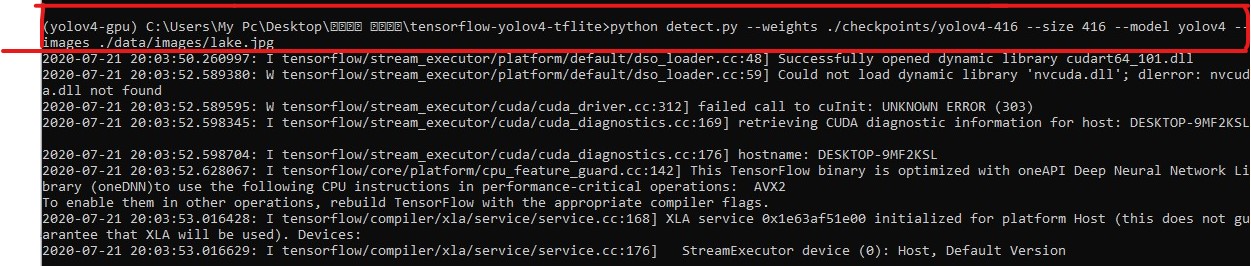 (yolov4-gpu) C:\Users\My Pc\Desktop\ \tensorflow-yolov4-tflite>python detect.py --weights ./checkpoints/yolov4-416 --size 416 --model yolov4 --
images ./data/images/lake.jpg
2020-07-21 20:03:50.260997: I tensorflow/stream_executor/platform/default/dso_loader.cc:48] Successfully opened dynamic library cudart64_101.dll
2020-07-21 20:03:52.589380: W tensorflow/stream_executor/platform/default/dso_loader.cc:59] Could not load dynamic library 'nvcuda.dll'; dlerror: nvcud
a.dll not found
2020-07-21 20:03:52.589595: W tensorflow/stream_executor/cuda/cuda_driver.cc:312] failed call to cuInit: UNKNOWN ERROR (303)
2020-07-21 20:03:52.598345: I tensorflow/stream_executor/cuda/cuda_diagnostics.cc:169] retrieving CUDA diagnostic information for host: DESKTOP-9MF2KSL
2020-07-21 20:03:52.598704: I tensorflow/stream_executor/cuda/cuda_diagnostics.cc:176] hostname: DESKTOP-9MF2KSL
2020-07-21 20:03:52.628067: I tensorflow/core/platform/cpu_feature_guard.cc:142] This TensorFlow binary is optimized with oneAPI Deep Neural Network Li
brary (oneDNN)to use the following CPU instructions in performance-critical operations:  AVX2
To enable them in other operations, rebuild TensorFlow with the appropriate compiler flags.
2020-07-21 20:03:53.016428: I tensorflow/compiler/xla/service/service.cc:168] XLA service 0x1e63af51e00 initialized for platform Host (this does not gu
arantee that XLA will be used). Devices:
2020-07-21 20:03:53.016629: I tensorflow/compiler/xla/service/service.cc:176]   StreamExecutor device (0): Host, Default Version